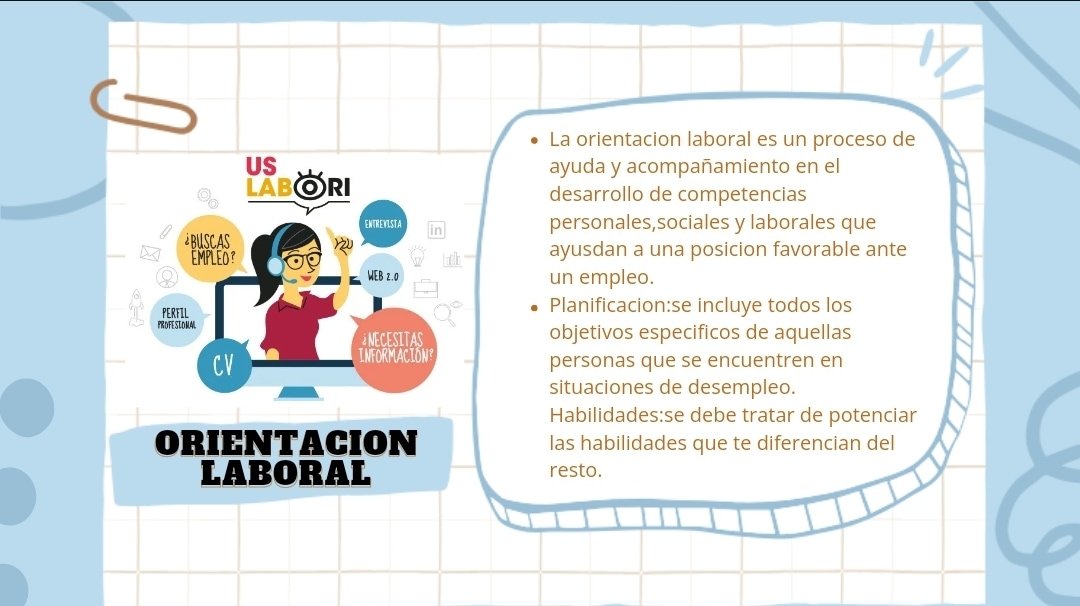 US
LABORI
¿BUSCAS
EMPLEO?
ENTREVISTA
in
WEB 2.0
PERFIL
PROFESIONAL
¿NECESITAS
INFORMACIÓN?
CV
ORIENTACION
LABORAL
La orientacion laboral es un proceso de
ayuda y acompañamiento en el
desarrollo de competencias
personales,sociales y laborales que
ayusdan a una posicion favorable ante
un empleo.
Planificacion:se incluye todos los
objetivos especificos de aquellas
personas que se encuentren en
situaciones de desempleo.
Habilidades:se debe tratar de potenciar
las habilidades que te diferencian del
resto.